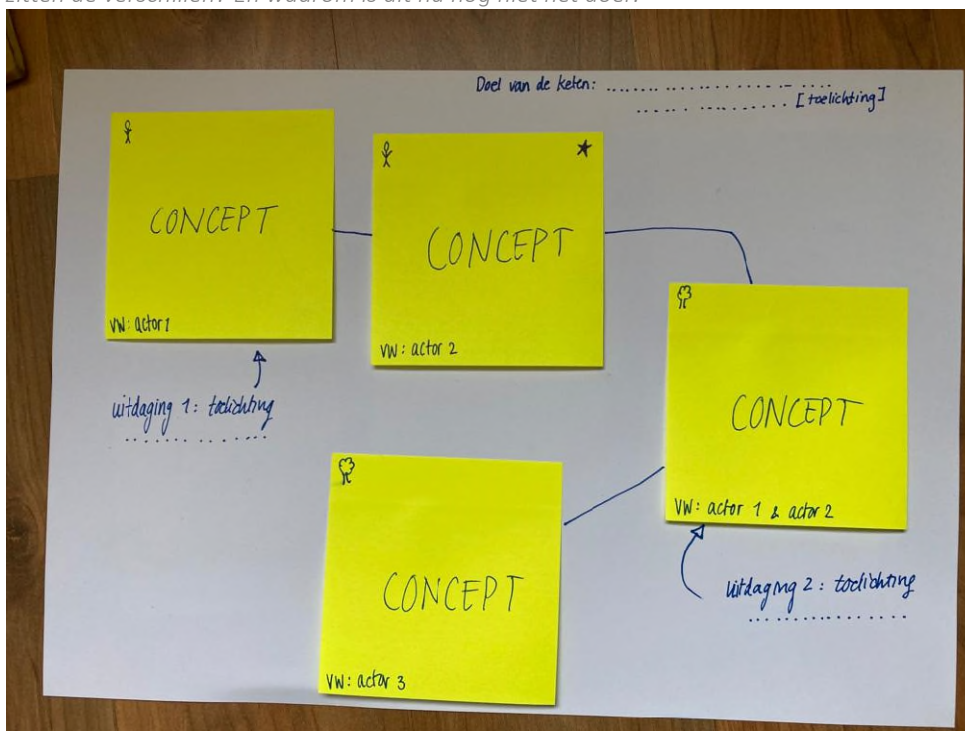 zitten de verschillen? En waarom is dit nu nog niet het doel?
Doel van de keten: ..............................
.................... [toelichting]
CONCEPT
VW: actor 1
CONCEPT
VW: actor 2
CONCEPT
VW: actor 1 & actor 2
uitdaging 1: toelichting
...............
CONCEPT
VW: actor 3
uitdaging 2: toelichting
................